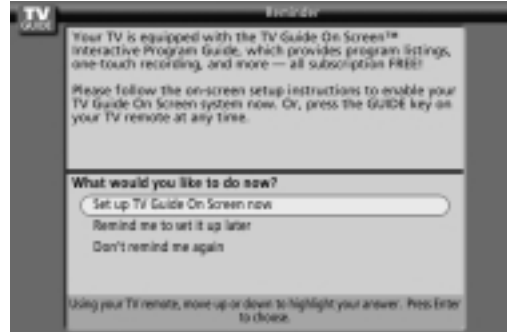 TV
GUIDE
Reminder
Your TV is equipped with the TV Guide On Screen™
Interactive Program Guide, which provides program listings,
one-touch recording, and more — all subscription FREE!
Please follow the on-screen setup instructions to enable your
TV Guide On Screen system now. Or, press the GUIDE key on
your TV remote at any time.
What would you like to do now?
Set up TV Guide On Screen now
Remind me to set it up later
Don't remind me again
Using your TV remote, move up or down to highlight your answer. Press Enter
to choose.